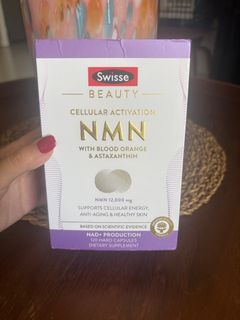 Swisse
BEAUTY
CELLULAR ACTIVATION
NMN
WITH BLOOD ORANGE
& ASTAXANTHIN
NMN 12,000 mg
SUPPORTS CELLULAR ENERGY,
ANTI-AGING & HEALTHY SKIN
BASED ON SCIENTIFIC EVIDENCE
NAD+ PRODUCTION
120 HARD CAPSULES
DIETARY SUPPLEMENT